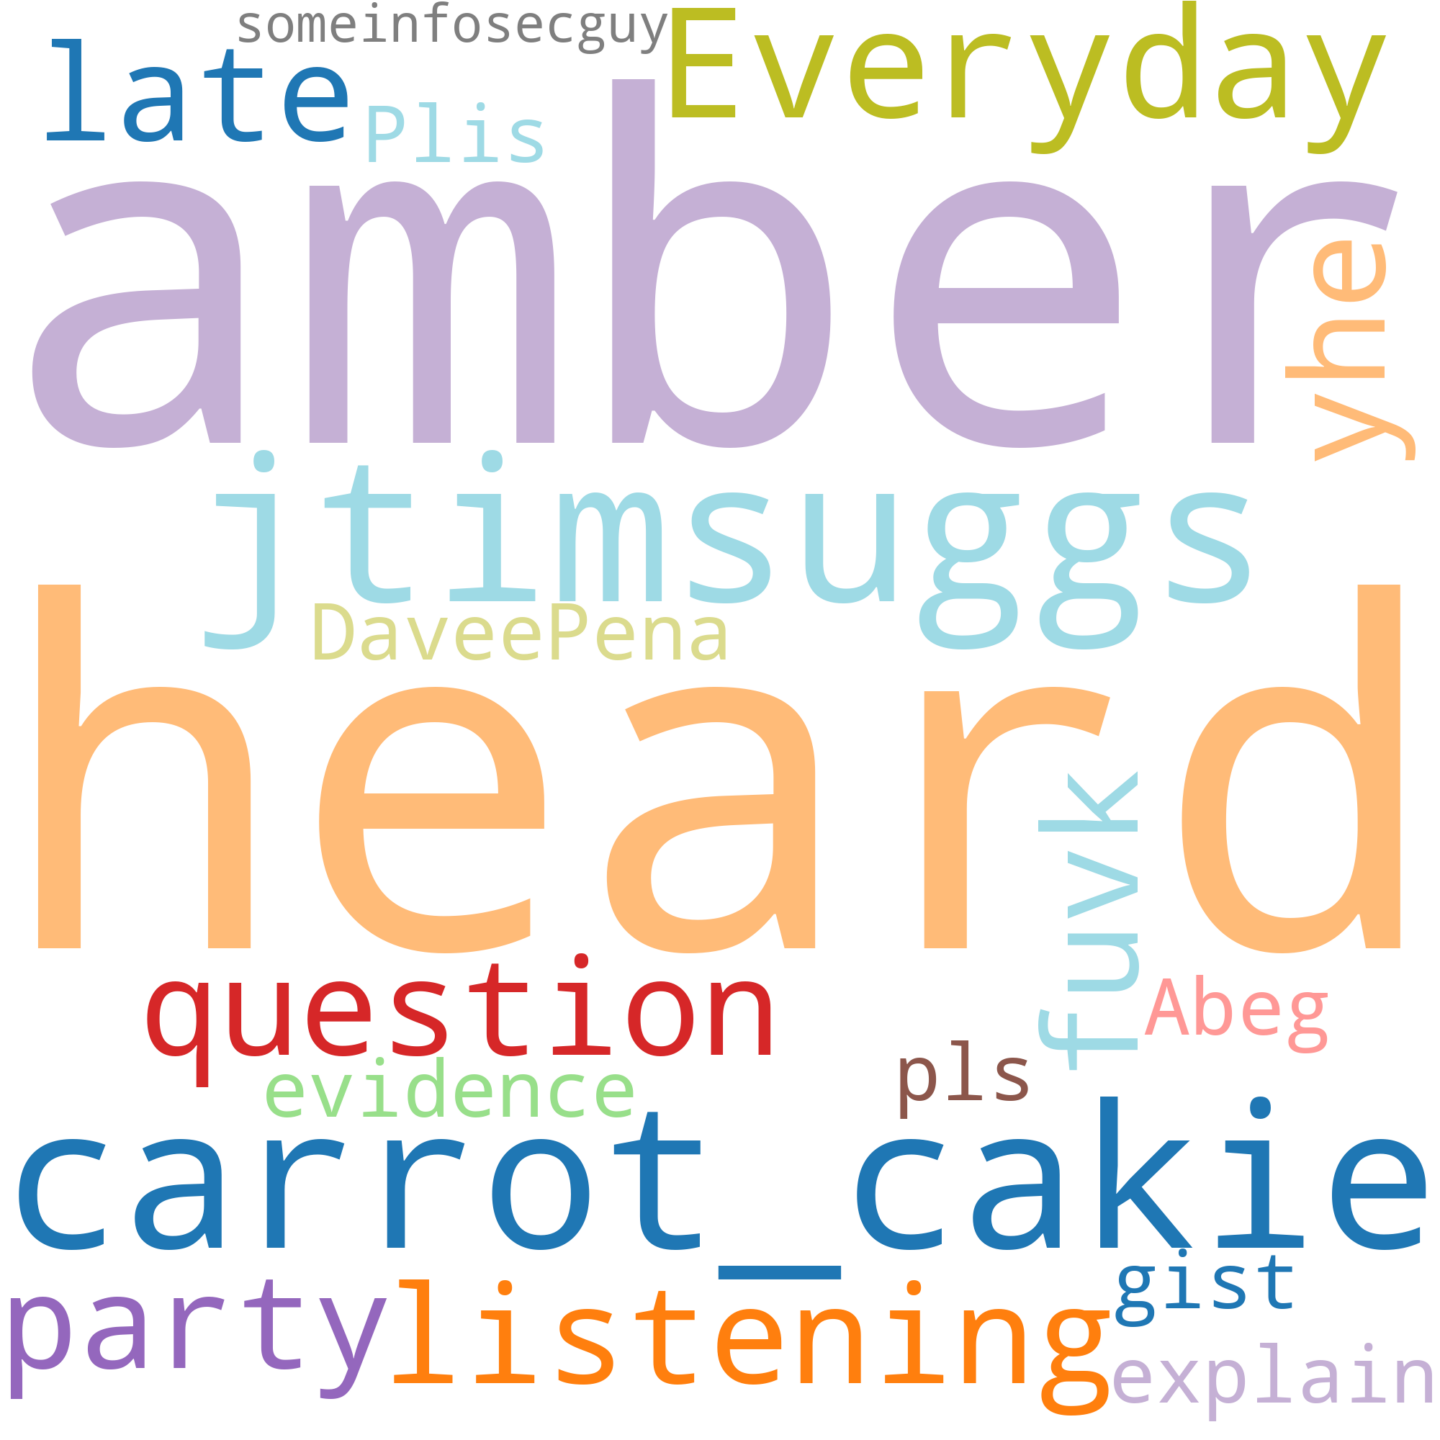 someinfosecguy
Everyday
late
Plis
amber
yhe
jtimsuggs
DaveePena
heard
fuvk
question
Abeg
evidence
pls
carrot_cakie
gist
party
listening
explain